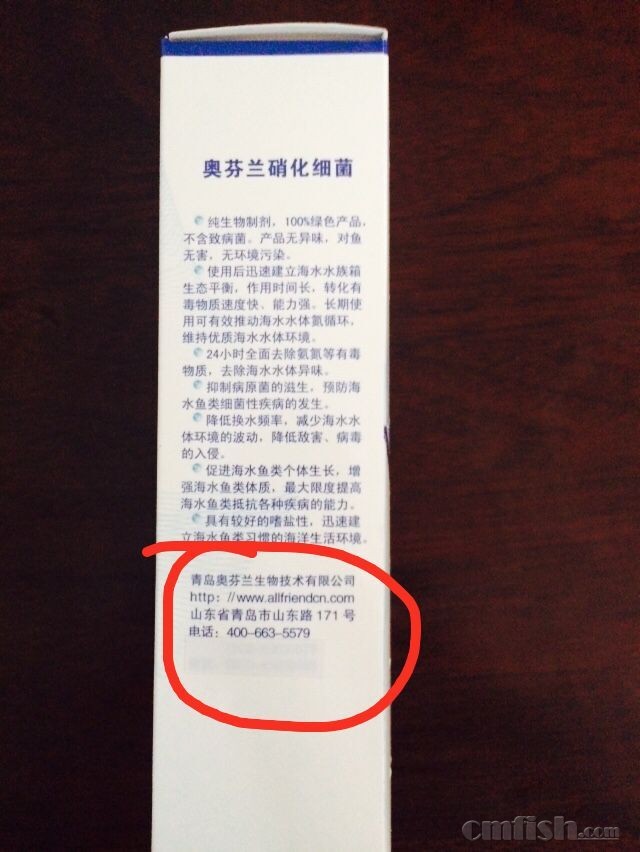 奥芬兰硝化细菌
纯生物制剂，100%绿色产品，
不含致病菌。产品无异味，对鱼
无害，无环境污染。
使用后迅速建立海水水族箱
生态平衡，作用时间长，转化有
毒物质速度快、能力强。长期使
用可有效推动海水水体氮循环，
维持优质海水水体环境。
24小时全面去除氨氮等有毒
物质，去除海水水体异味。
抑制病原菌的滋生，预防海
水鱼类细菌性疾病的发生。
降低换水频率，减少海水水
体环境的波动，降低敌害、病毒
的入侵。
促进海水鱼类个体生长，增
强海水鱼类体质，最大限度提高
海水鱼类抵抗各种疾病的能力。
具有较好的嗜盐性，迅速建
立海水鱼类习惯的海洋生活环境。
青岛奥芬兰生物技术有限公司
http：//www.allfriendcn.com
山东省青岛市山东路 171 号
电话：400-663-5579
cmfish.com